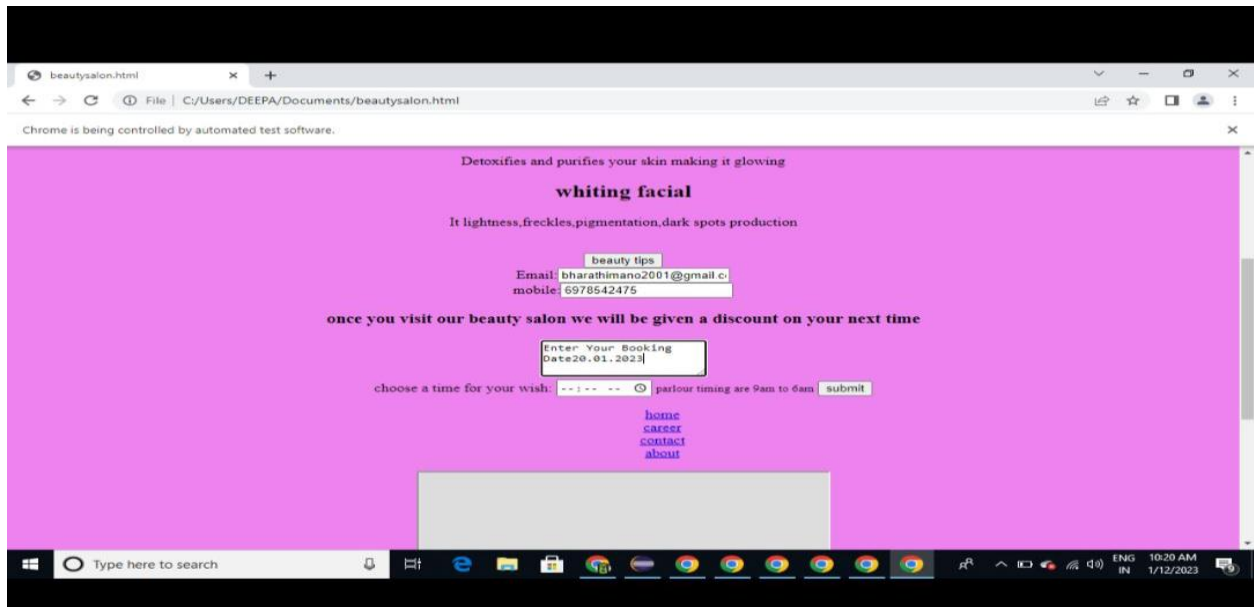 beautysalon.html
File | C:/Users/DEEPA/Documents/beautysalon.html
Chrome is being controlled by automated test software.
Detoxifies and purifies your skin making it glowing
whiting facial
It lightness,freckles,pigmentation,dark spots production
beauty tips
Email: bharathimano2001@gmail.c
mobile: 6978542475
once you visit our beauty salon we will be given a discount on your next time
Enter Your Booking
Date20.01.2023
choose a time for your wish: --:-- -- parlour timing are 9am to 6am submit
home
career
contact
about
Type here to search
ENG 10:20 AM
IN 1/12/2023